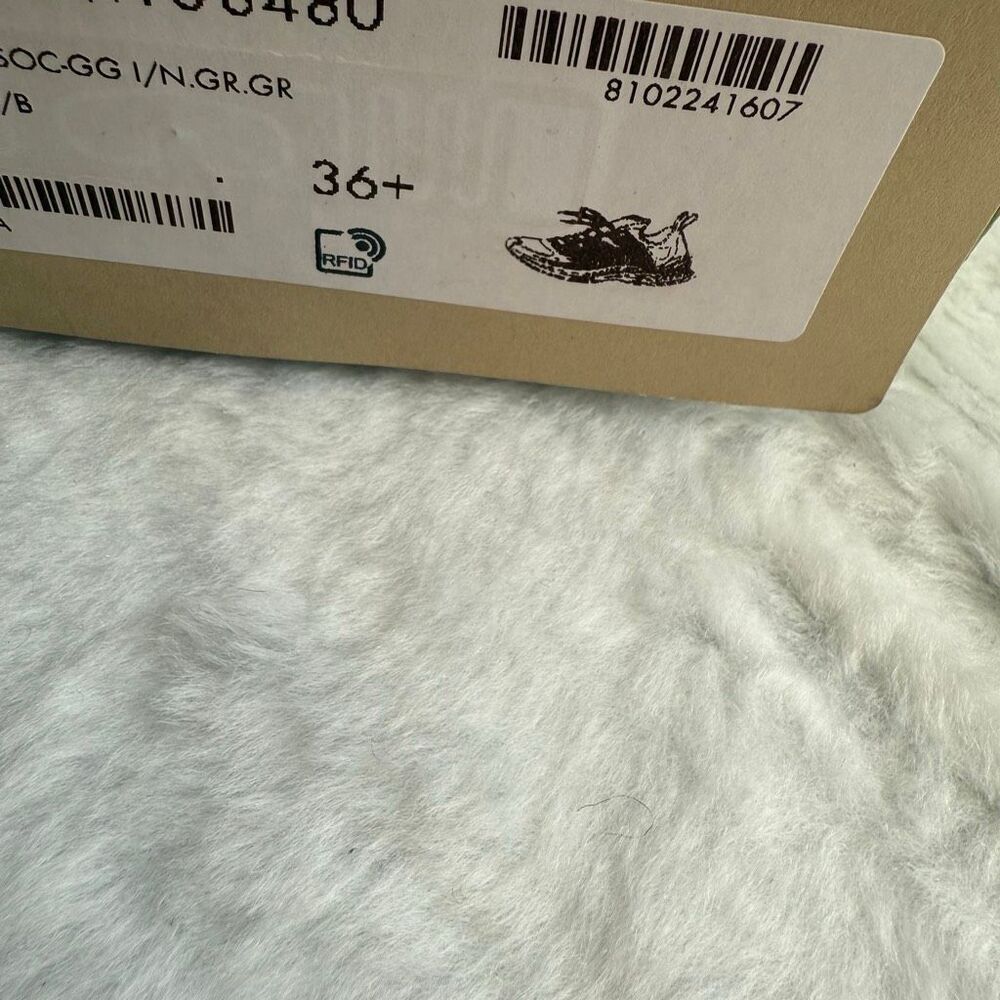 8102241607
SOC-GG I/N.GR.GR
/B
36+
A
RFID